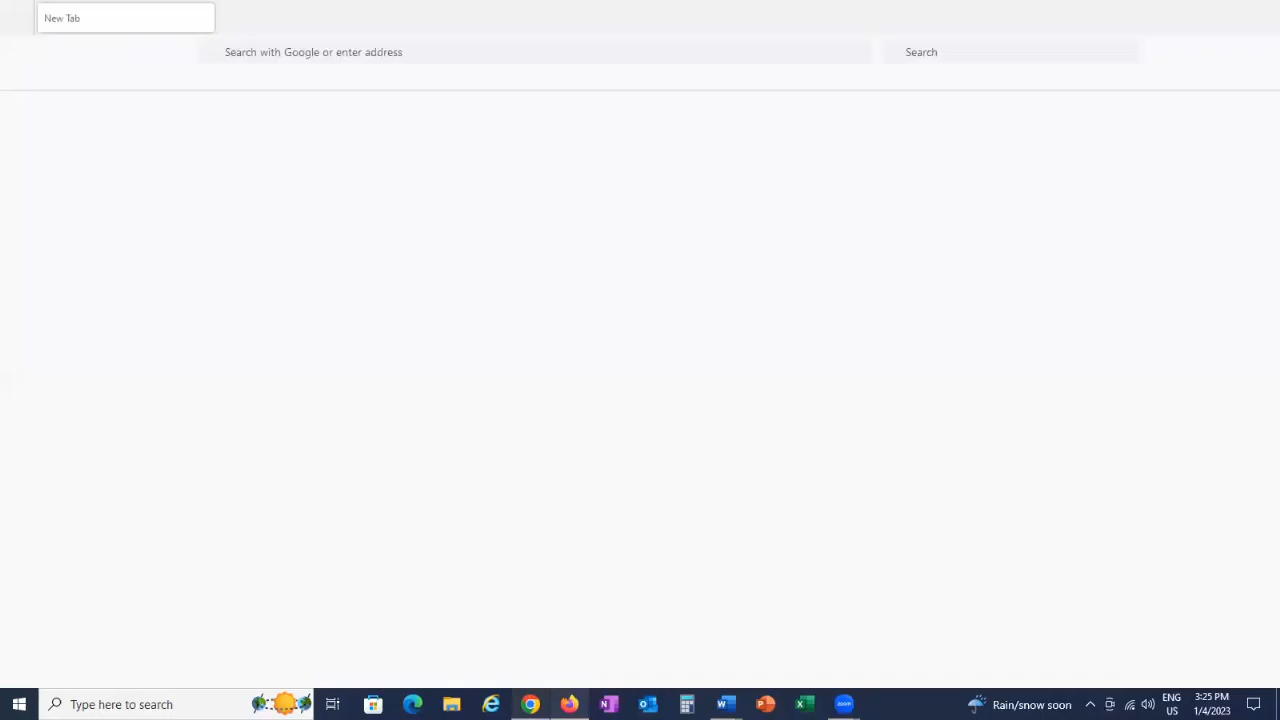 New Tab
Search with Google or enter address
Search
Type here to search
Rain/snow soon
ENG
US
3:25 PM
1/4/2023
zoom